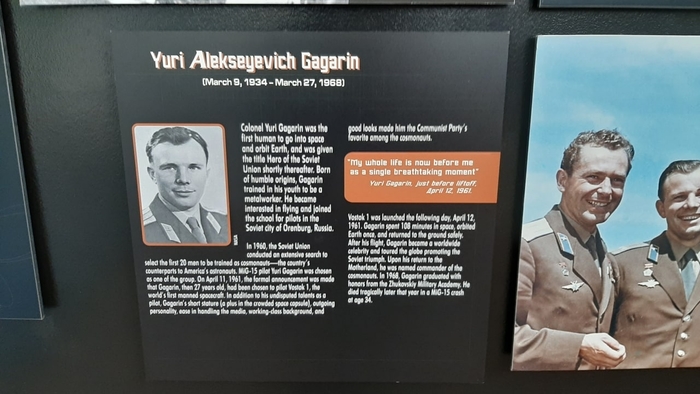 Yuri Alekseyevich Gagarin
(March 9, 1934 – March 27, 1968)
Colonel Yuri Gagarin was the
first human to go into space
and orbit Earth, and was given
the title Hero of the Soviet
Union shortly thereafter. Born
of humble origins, Gagarin
trained in his youth to be a
metalworker. He became
interested in flying and joined
the school for pilots in the
Soviet city of Orenburg, Russia.
In 1960, the Soviet Union
conducted an extensive search to
select the first 20 men to be trained as cosmonauts—the country's
counterparts to America's astronauts. MiG-15 pilot Yuri Gagarin was chosen
as one of the group. On April 11, 1961, the formal announcement was made
that Gagarin, then 27 years old, had been chosen to pilot Vostok 1, the
world's first manned spacecraft. In addition to his undisputed talents as a
pilot, Gagarin's short stature (a plus in the crowded space capsule), outgoing
personality, ease in handling the media, working-class background, and
good looks made him the Communist Party's
favorite among the cosmonauts.
"My whole life is now before me
as a single breathtaking moment"
Yuri Gagarin, just before liftoff,
April 12, 1961.
Vostok 1 was launched the following day, April 12,
1961. Gagarin spent 108 minutes in space, orbited
Earth once, and returned to the ground safely.
After his flight, Gagarin became a worldwide
celebrity and toured the globe promoting the
Soviet triumph. Upon his return to the
Motherland, he was named commander of the
cosmonauts. In 1968, Gagarin graduated with
honors from the Zhukovskiy Military Academy. He
died tragically later that year in a MiG-15 crash
at age 34.